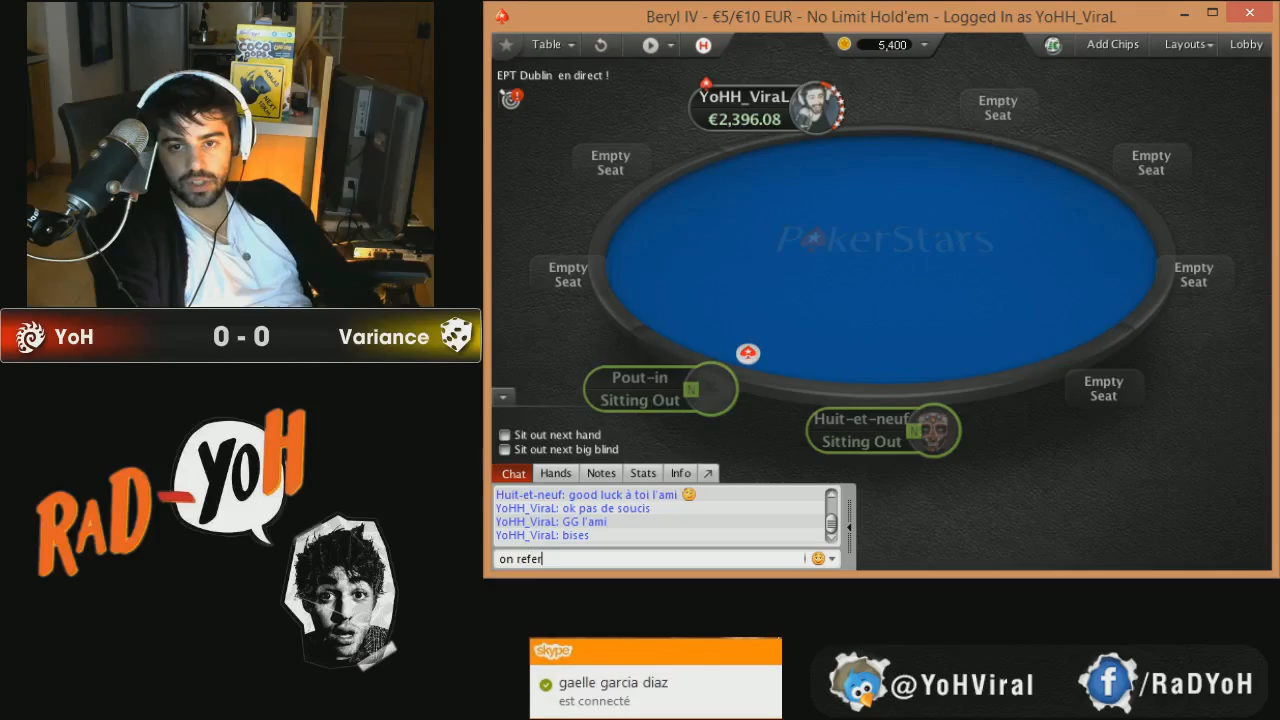 Beryl IV - €5/€10 EUR - No Limit Hold'em - Logged In as YoHH_ViraL
Table
H
5,400
Add Chips
Layouts
Lobby
EPT Dublin en direct !
YoHH_ViraL
€2,396.08
Empty
Seat
Empty
Seat
Empty
Seat
Empty
Seat
Empty
Seat
Empty
Seat
PokerStars
Pout-in
Sitting Out
N
Huit-et-neuf
Sitting Out
N
Sit out next hand
Sit out next big blind
Chat
Hands
Notes
Stats
Info
Huit-et-neuf: good luck à toi l'ami
YoHH_ViraL: ok pas de soucis
YoHH_ViraL: GG l'ami
YoHH_ViraL: bises
on refer
COCO
KOALAS
NEXT
10km
YoH
0 - 0
Variance
RAD-YOH
skype
gaelle garcia diaz
est connecté
@YoHViral
f
/RaDYoH